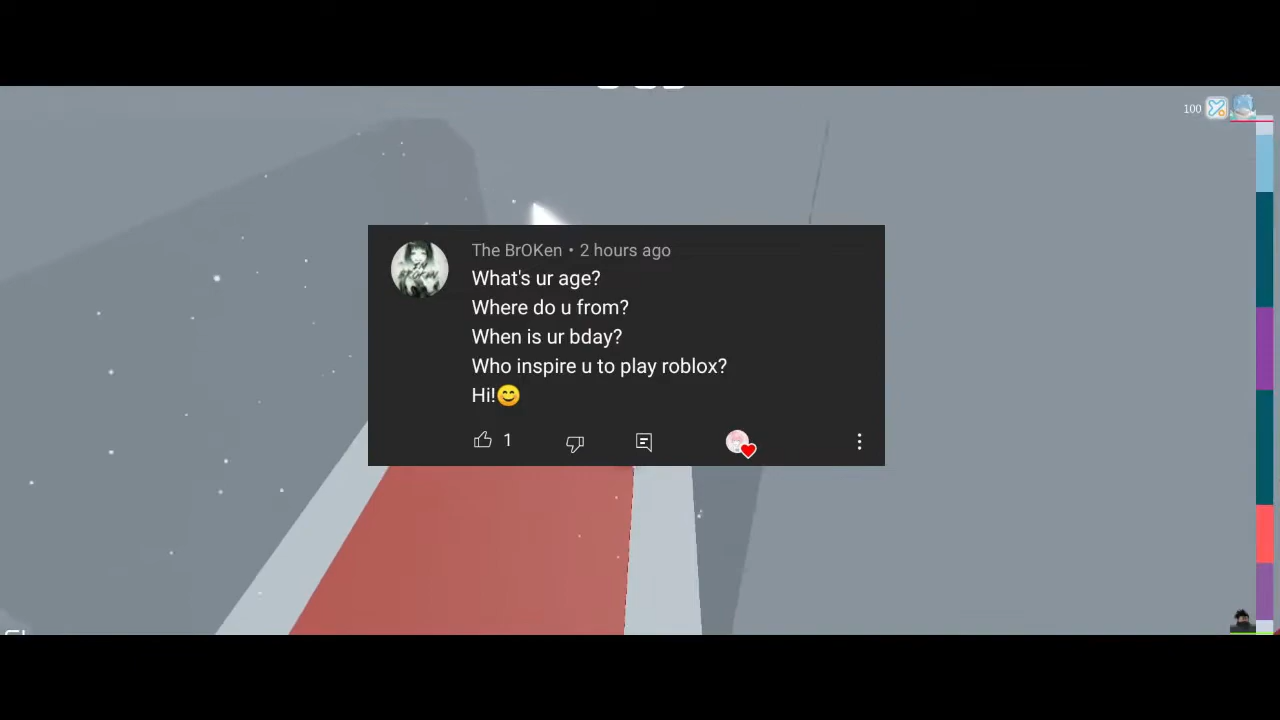 100
The BrOKen • 2 hours ago
What's ur age?
Where do u from?
When is ur bday?
Who inspire u to play roblox?
Hi!😊
1